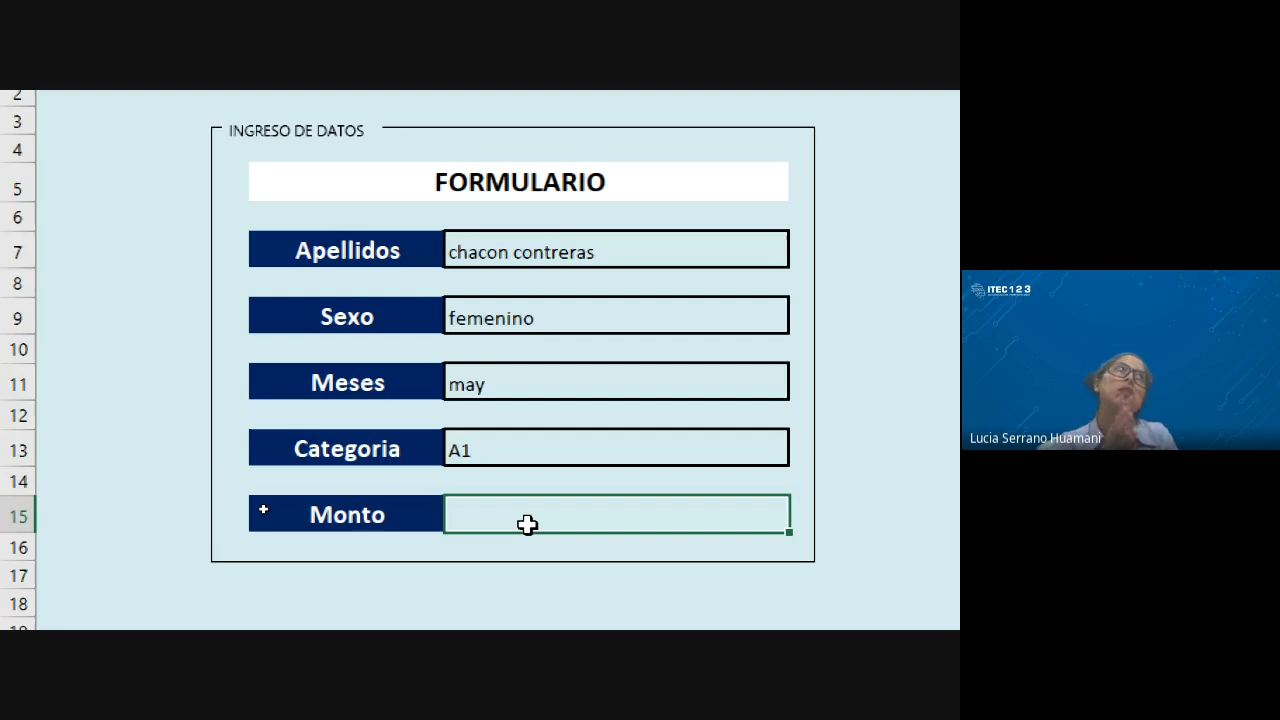 2
3
4
5
6
7
8
9
10
11
12
13
14
15
16
17
18
INGRESO DE DATOS
FORMULARIO
Apellidos chacon contreras
Sexo femenino
Meses may
Categoria A1
Monto
ITEC 1 2 3
Lucia Serrano Huamani